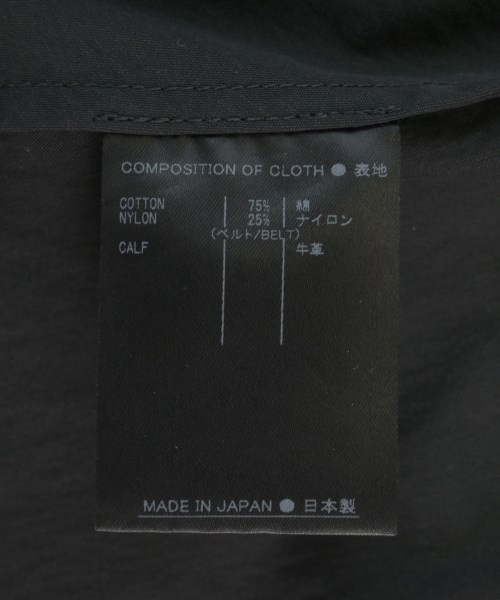 COMPOSITION OF CLOTH ● 表地
COTTON 75% 綿
NYLON 25% ナイロン
(ベルト/BELT)
CALF 牛革
MADE IN JAPAN ● 日本製